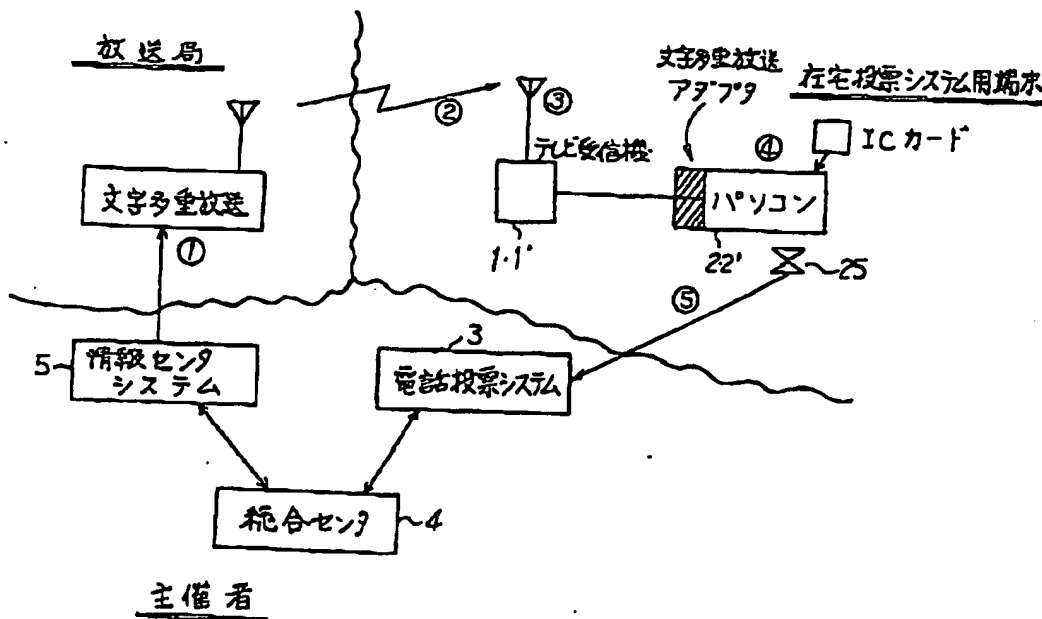 放送局
文字多重放送
①
②
③
テレビ受信機
1·1'
文字多重放送
アダプタ
在宅投票システム用端末
④
ICカード
パソコン
22'
25
⑤
5
情報センタ
システム
3
電話投票システム
総合センタ
4
主催者